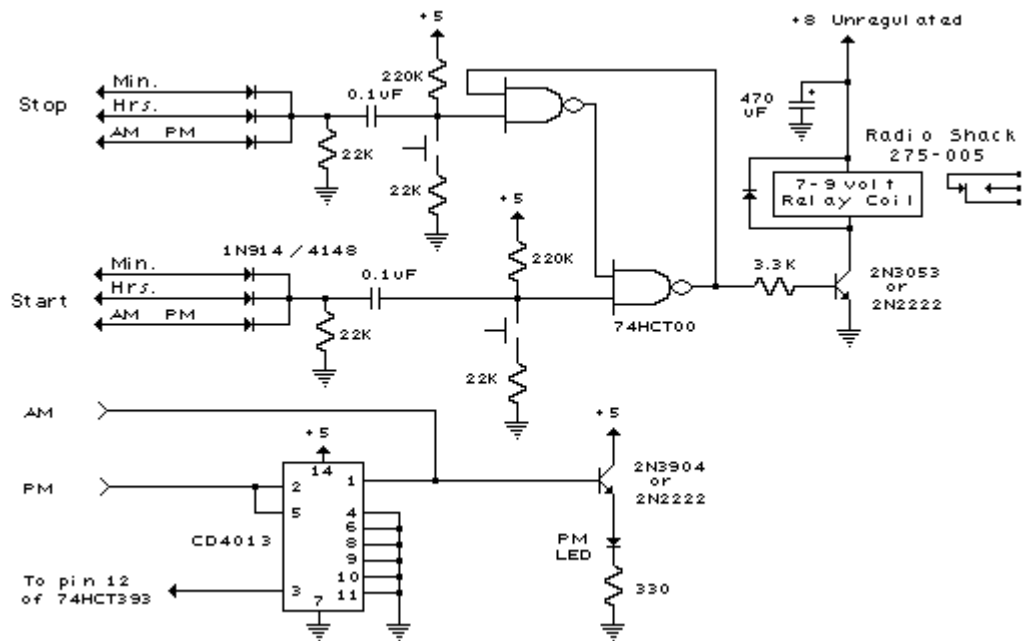 +5
+8 Unregulated
Stop
Min.
Hrs.
AM PM
220K
0.1uF
22K
22K
470
uF
+
Radio Shack
275-005
7-9 volt
Relay Coil
+5
1N914 / 4148
Start
Min.
Hrs.
AM PM
0.1uF
220K
22K
22K
74HCT00
3.3K
2N3053
or
2N2222
AM
PM
+5
14
2
1
5
4
6
8
9
10
11
3
7
CD4013
To pin 12
of 74HCT393
+5
2N3904
or
2N2222
PM
LED
330